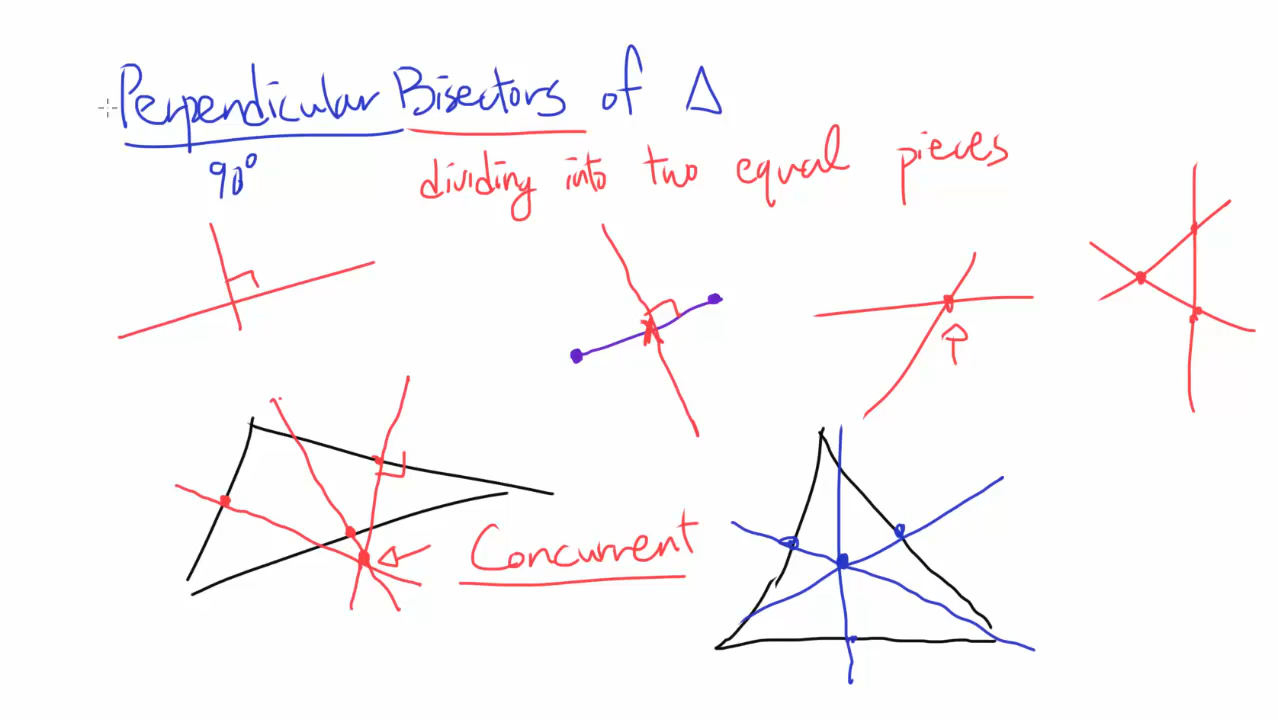 Perpendicular Bisectors of Δ
90° dividing into two equal pieces
Concurrent